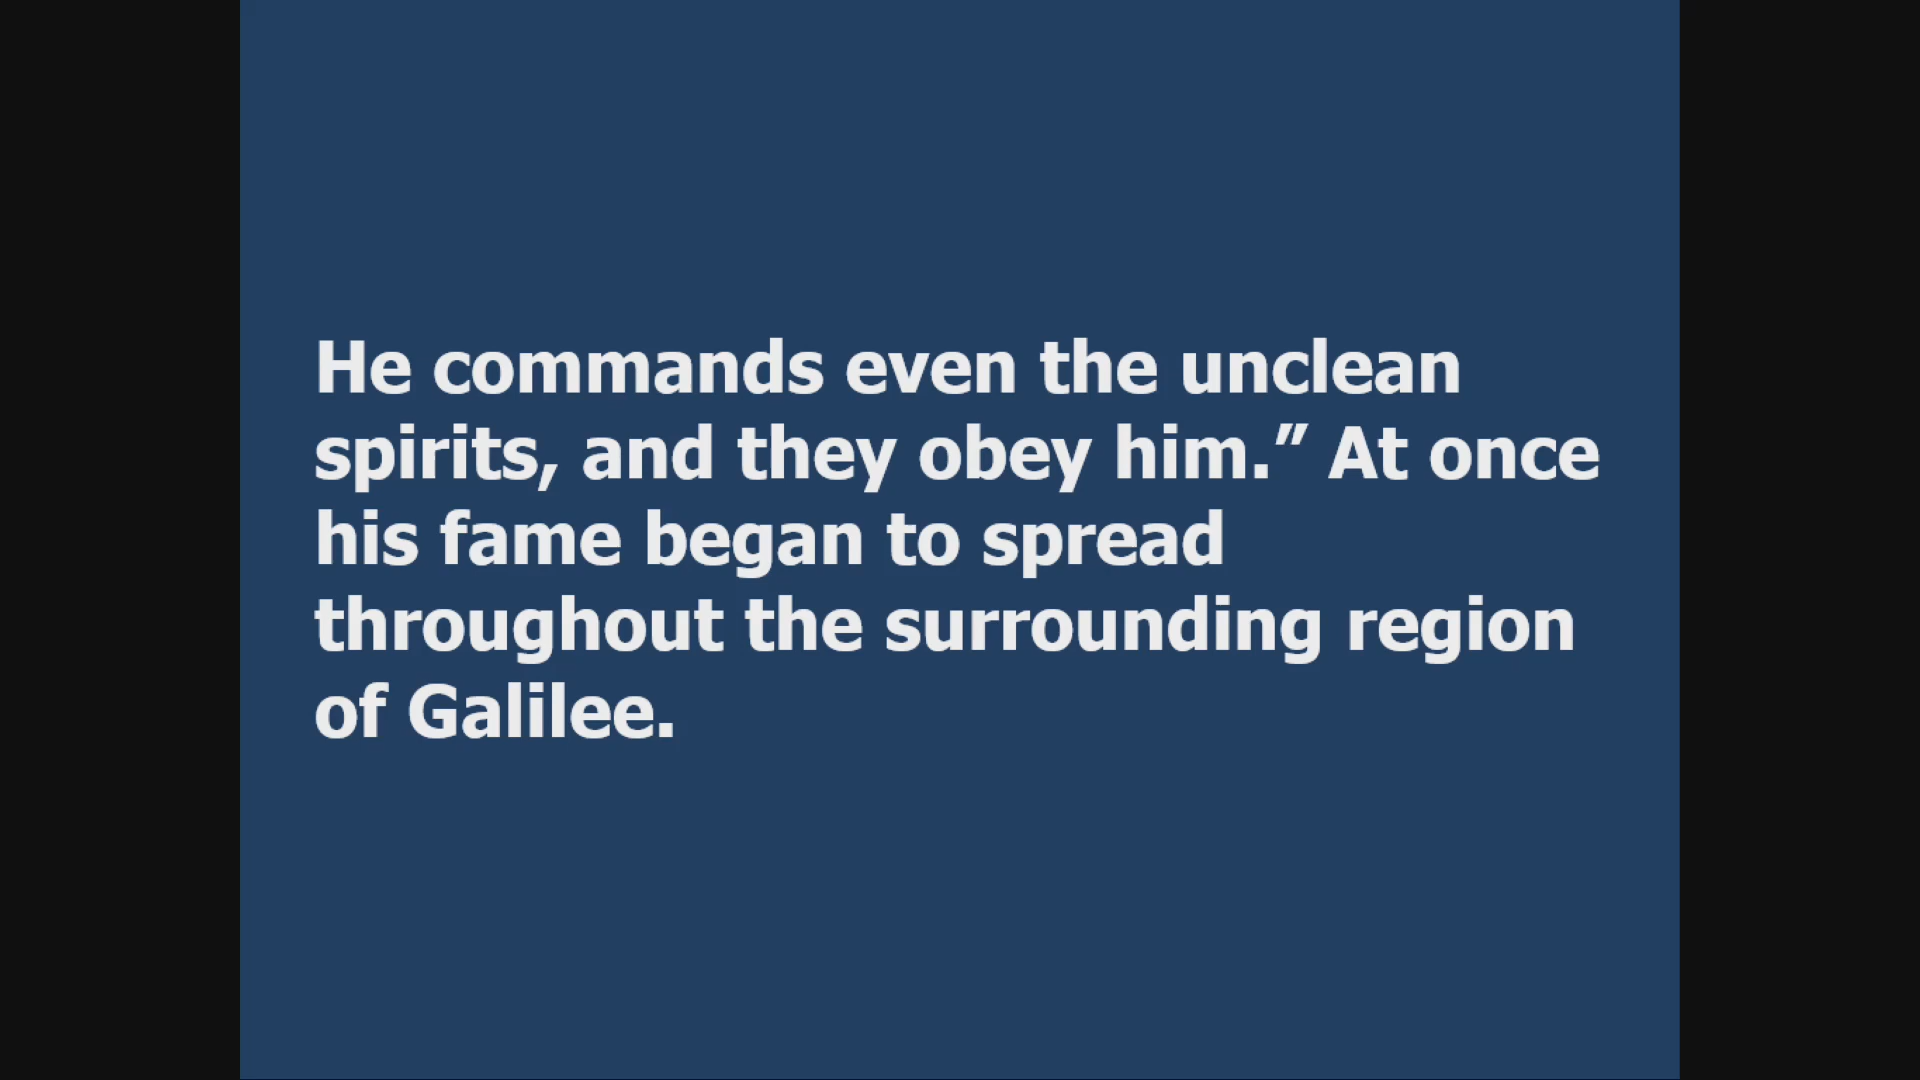 He commands even the unclean
spirits, and they obey him.” At once
his fame began to spread
throughout the surrounding region
of Galilee.